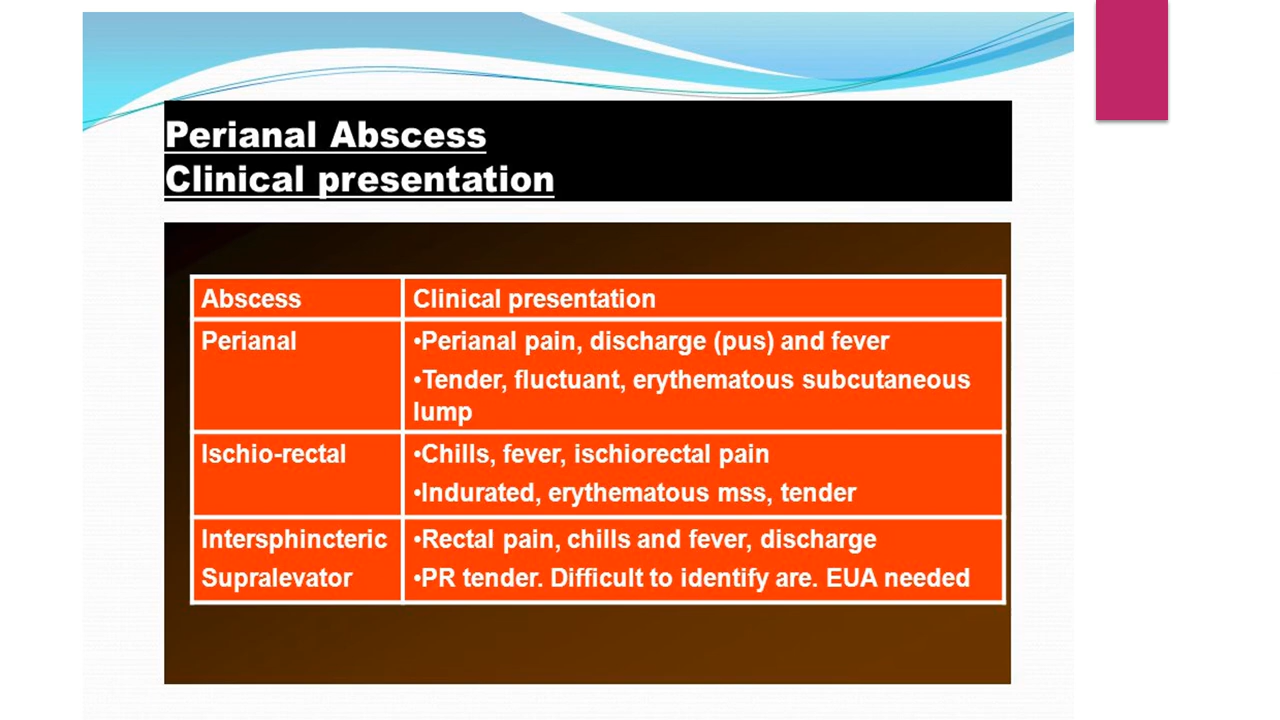 Perianal Abscess
Clinical presentation
Abscess
Clinical presentation
Perianal
•Perianal pain, discharge (pus) and fever
•Tender, fluctuant, erythematous subcutaneous
lump
Ischio-rectal
•Chills, fever, ischiorectal pain
•Indurated, erythematous mss, tender
Intersphincteric
Supralevator
•Rectal pain, chills and fever, discharge
•PR tender. Difficult to identify are. EUA needed